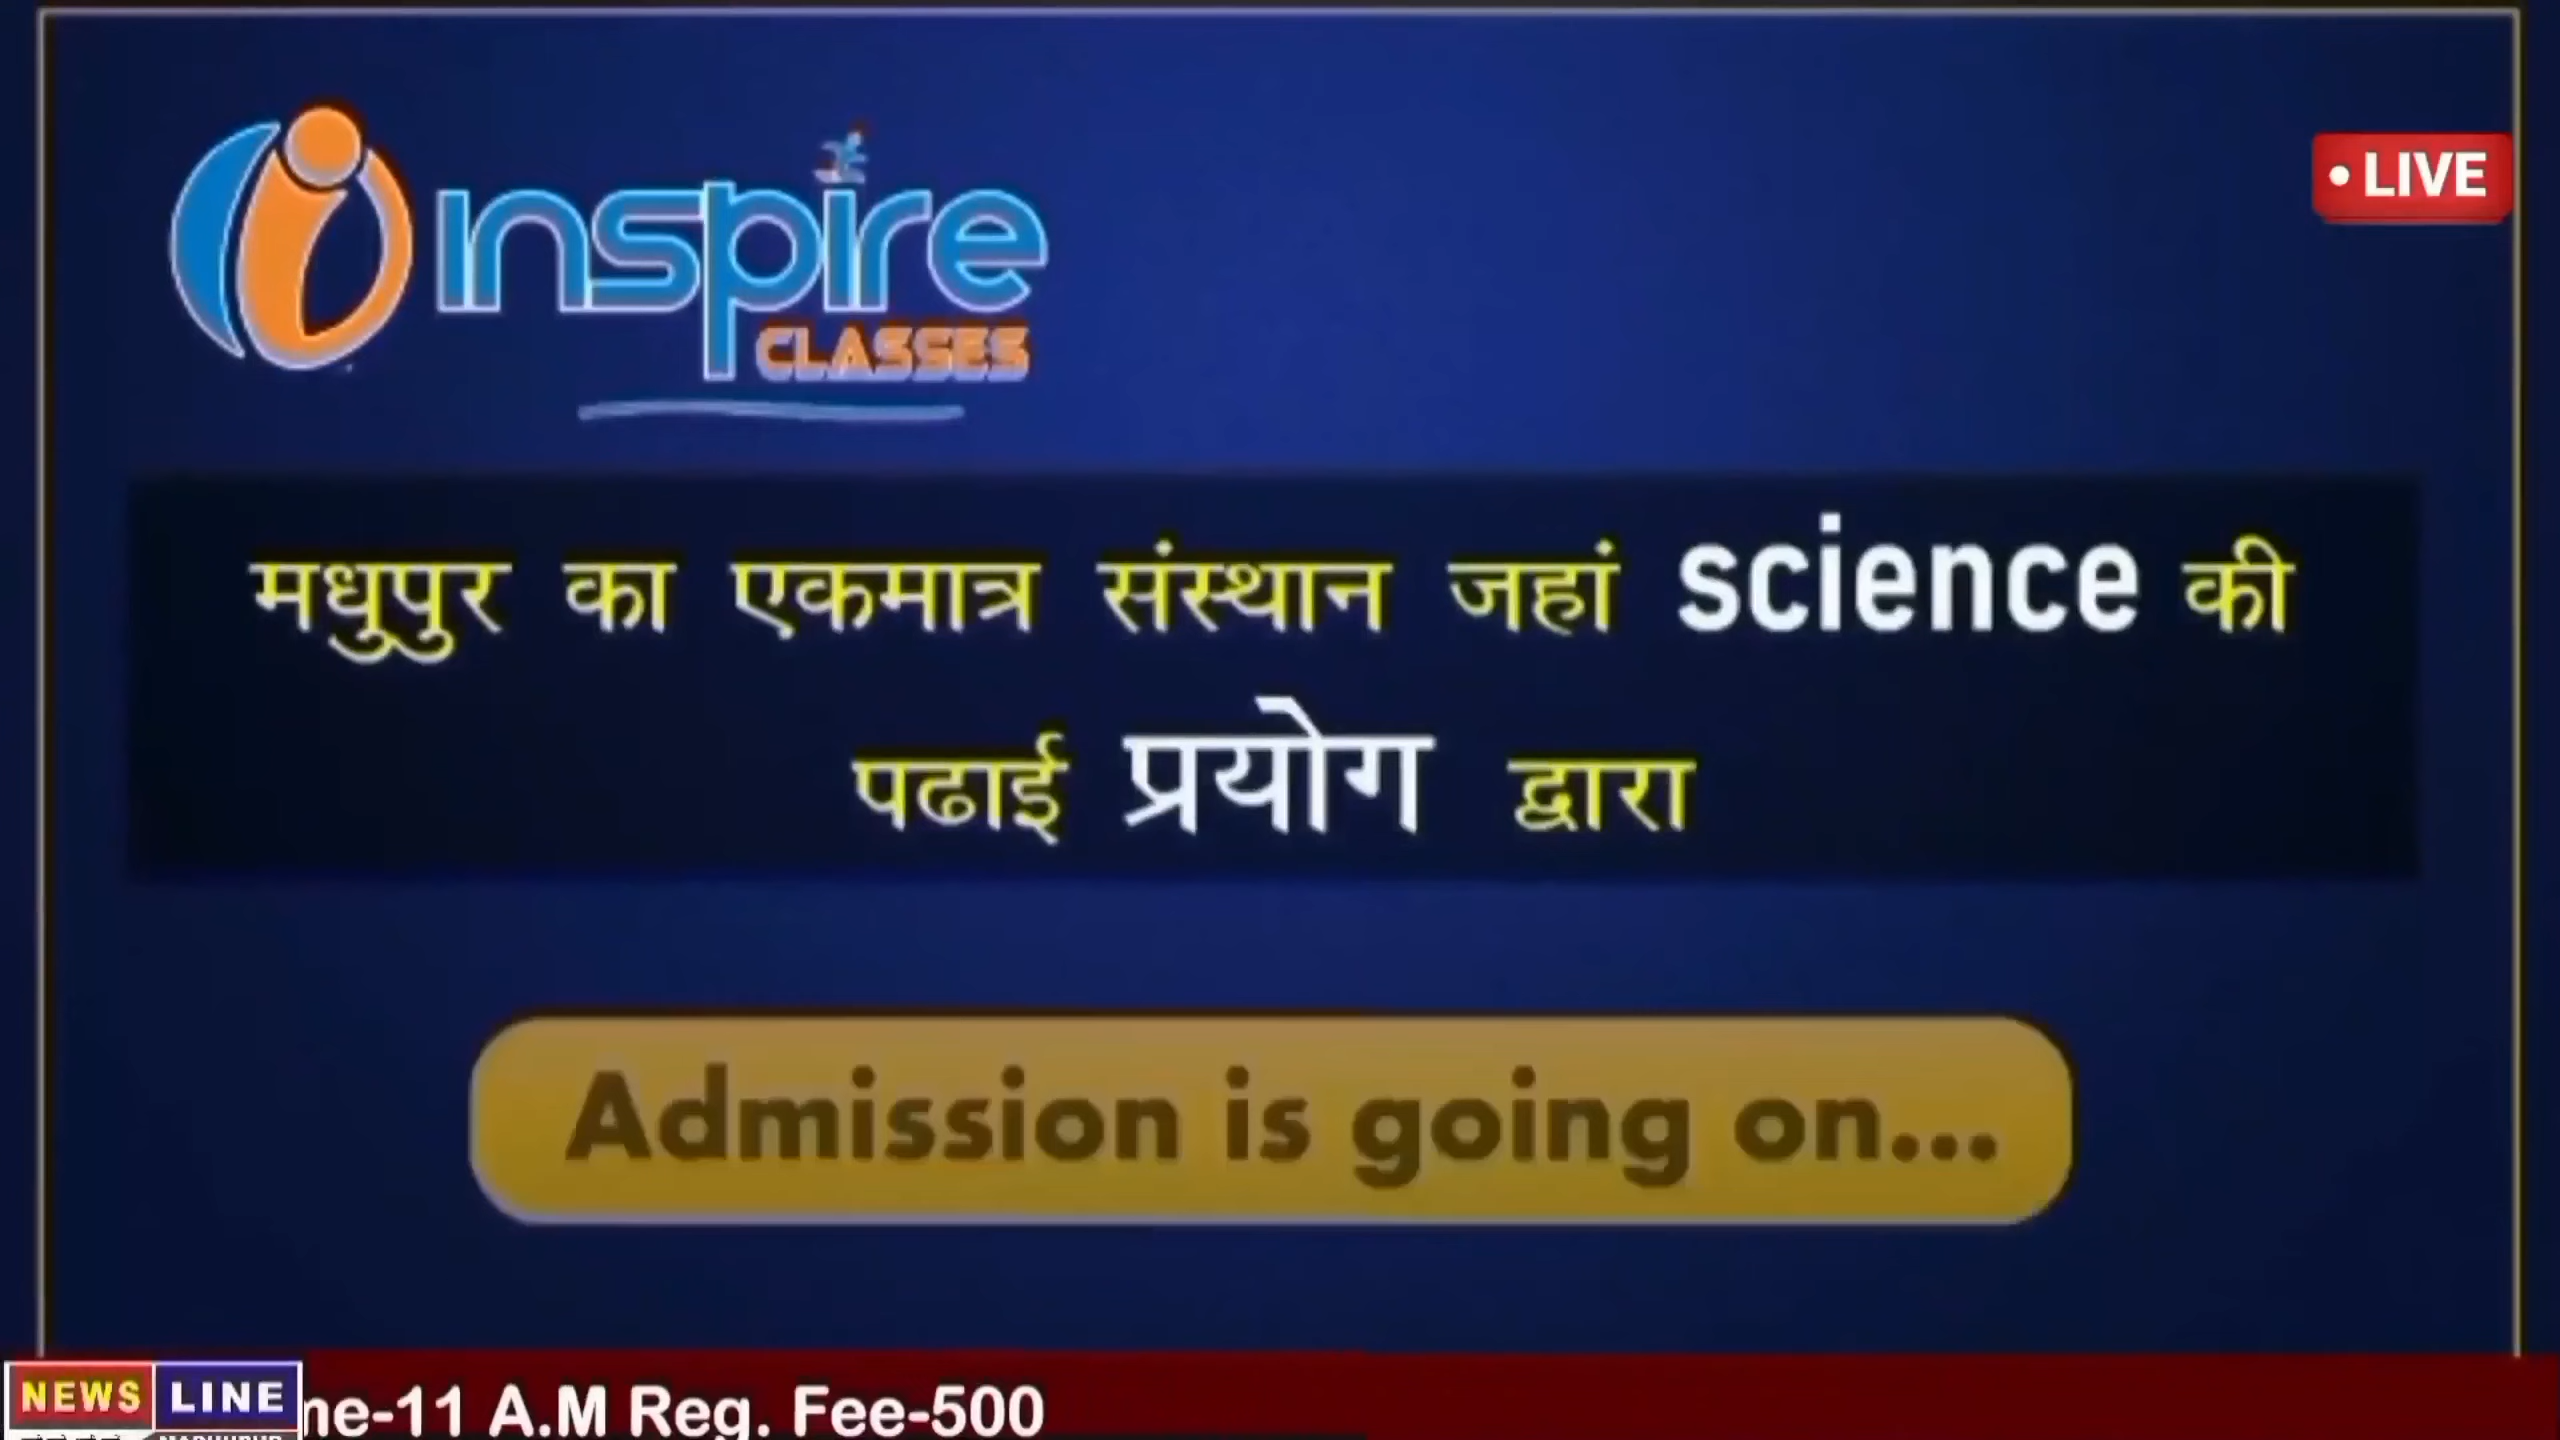 inspire
CLASSES
• LIVE
मधुपुर का एकमात्र संस्थान जहां science की
पढाई प्रयोग द्वारा
Admission is going on...
NEWS LINE
ne-11 A.M Reg. Fee-500